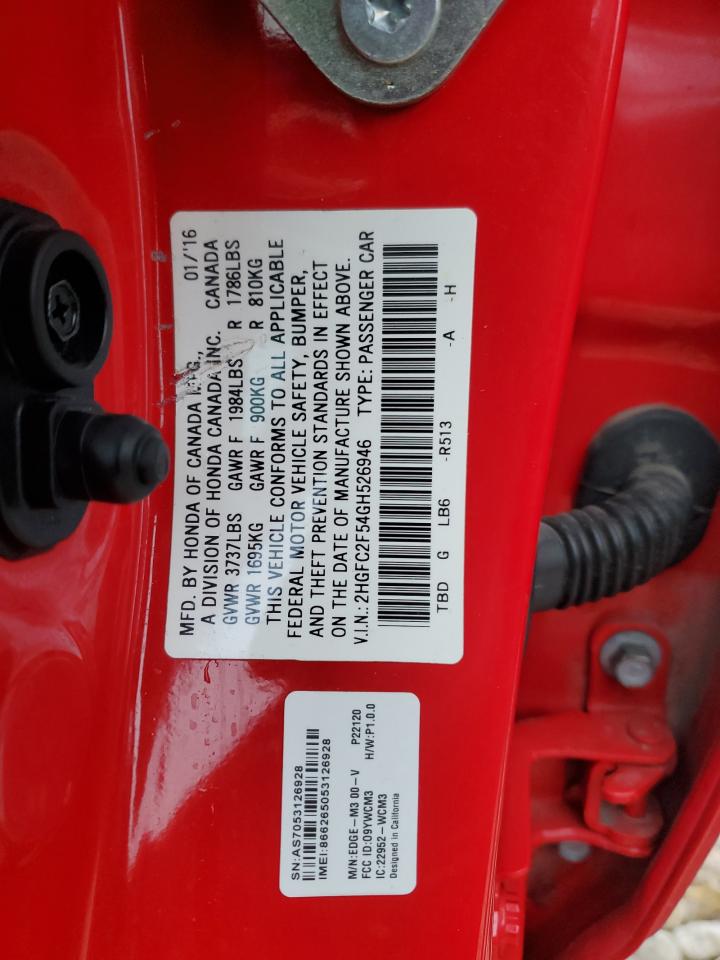 MFD. BY HONDA OF CANADA MFG., 01/'16
A DIVISION OF HONDA CANADA INC. CANADA
GVWR 3737LBS GAWR F 1984LBS R 1786LBS
GVWR 1695KG GAWR F 900KG R 810KG
THIS VEHICLE CONFORMS TO ALL APPLICABLE
FEDERAL MOTOR VEHICLE SAFETY, BUMPER,
AND THEFT PREVENTION STANDARDS IN EFFECT
ON THE DATE OF MANUFACTURE SHOWN ABOVE.
V.I.N.: 2HGFC2F54GH526946 TYPE: PASSENGER CAR
TBD G LB6 -R513 -A -H
SN:AS7053126928
IMEI:866265053126928
M/N:EDGE-M3 00-V P22120
FCC ID:09YWCM3 H/W:P1.0.0
IC:22952-WCM3
Designed in California